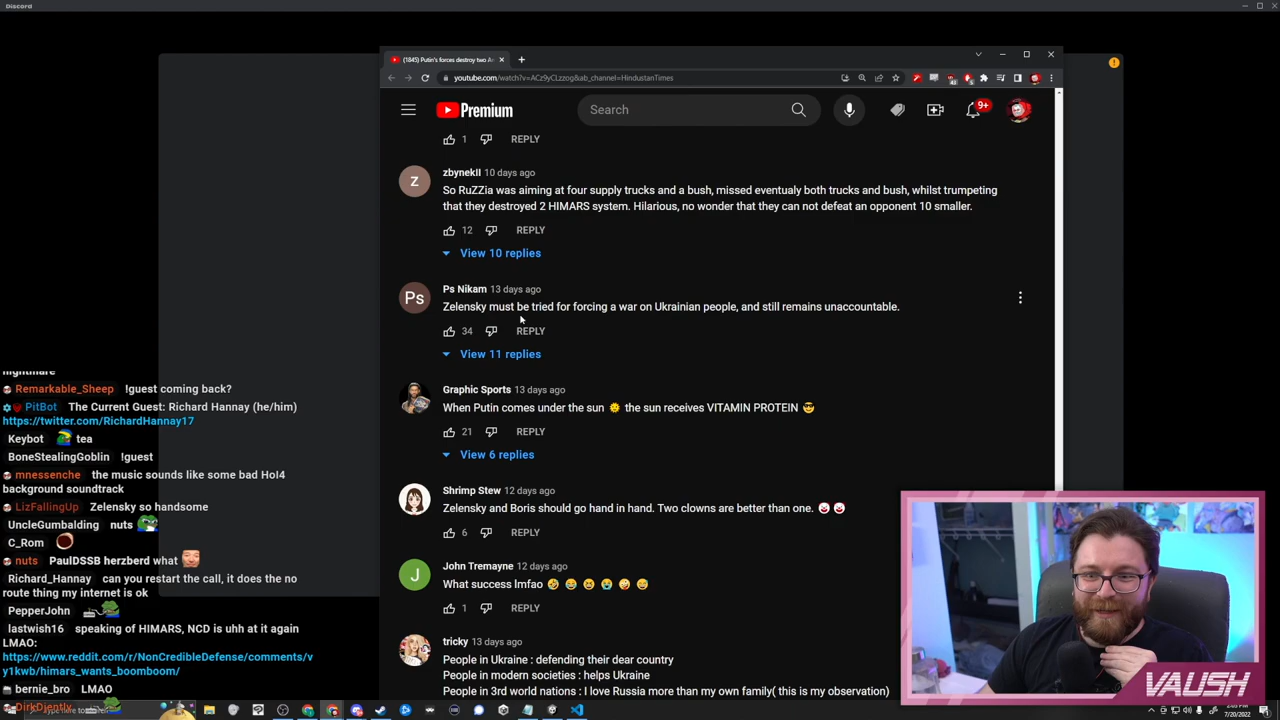 Discord
(1845) Putin's forces destroy two A
youtube.com/watch?v=ACz9yCLzzog&ab_channel=HindustanTimes
Premium
Search
9+
1 REPLY
zbynekII 10 days ago
So RuZZia was aiming at four supply trucks and a bush, missed eventualy both trucks and bush, whilst trumpeting
that they destroyed 2 HIMARS system. Hilarious, no wonder that they can not defeat an opponent 10 smaller.
12 REPLY
View 10 replies
Ps Nikam 13 days ago
Zelensky must be tried for forcing a war on Ukrainian people, and still remains unaccountable.
34 REPLY
View 11 replies
Graphic Sports 13 days ago
When Putin comes under the sun 🌞 the sun receives VITAMIN PROTEIN 😎
21 REPLY
View 6 replies
Shrimp Stew 12 days ago
Zelensky and Boris should go hand in hand. Two clowns are better than one. 🤡 🤡
6 REPLY
John Tremayne 12 days ago
What success lmfao
1 REPLY
tricky 13 days ago
People in Ukraine : defending their dear country
People in modern societies : helps Ukraine
People in 3rd world nations : I love Russia more than my own family( this is my observation)
Z
Ps
J
nightmare
Remarkable_Sheep !guest coming back?
PitBot The Current Guest: Richard Hannay (he/him)
https://twitter.com/RichardHannay17
Keybot tea
BoneStealingGoblin !guest
mnessenche the music sounds like some bad HoI4
background soundtrack
LizFallingUp Zelensky so handsome
UncleGumbalding nuts
C_Rom
nuts PaulDSSB herzberd what
Richard_Hannay can you restart the call, it does the no
route thing my internet is ok
PepperJohn
lastwish16 speaking of HIMARS, NCD is uhh at it again
LMAO:
https://www.reddit.com/r/NonCredibleDefense/comments/v
y1kwb/himars_wants_boomboom/
bernie_bro LMAO
DirkDiently
VAUSH
2:05 PM
7/20/2022